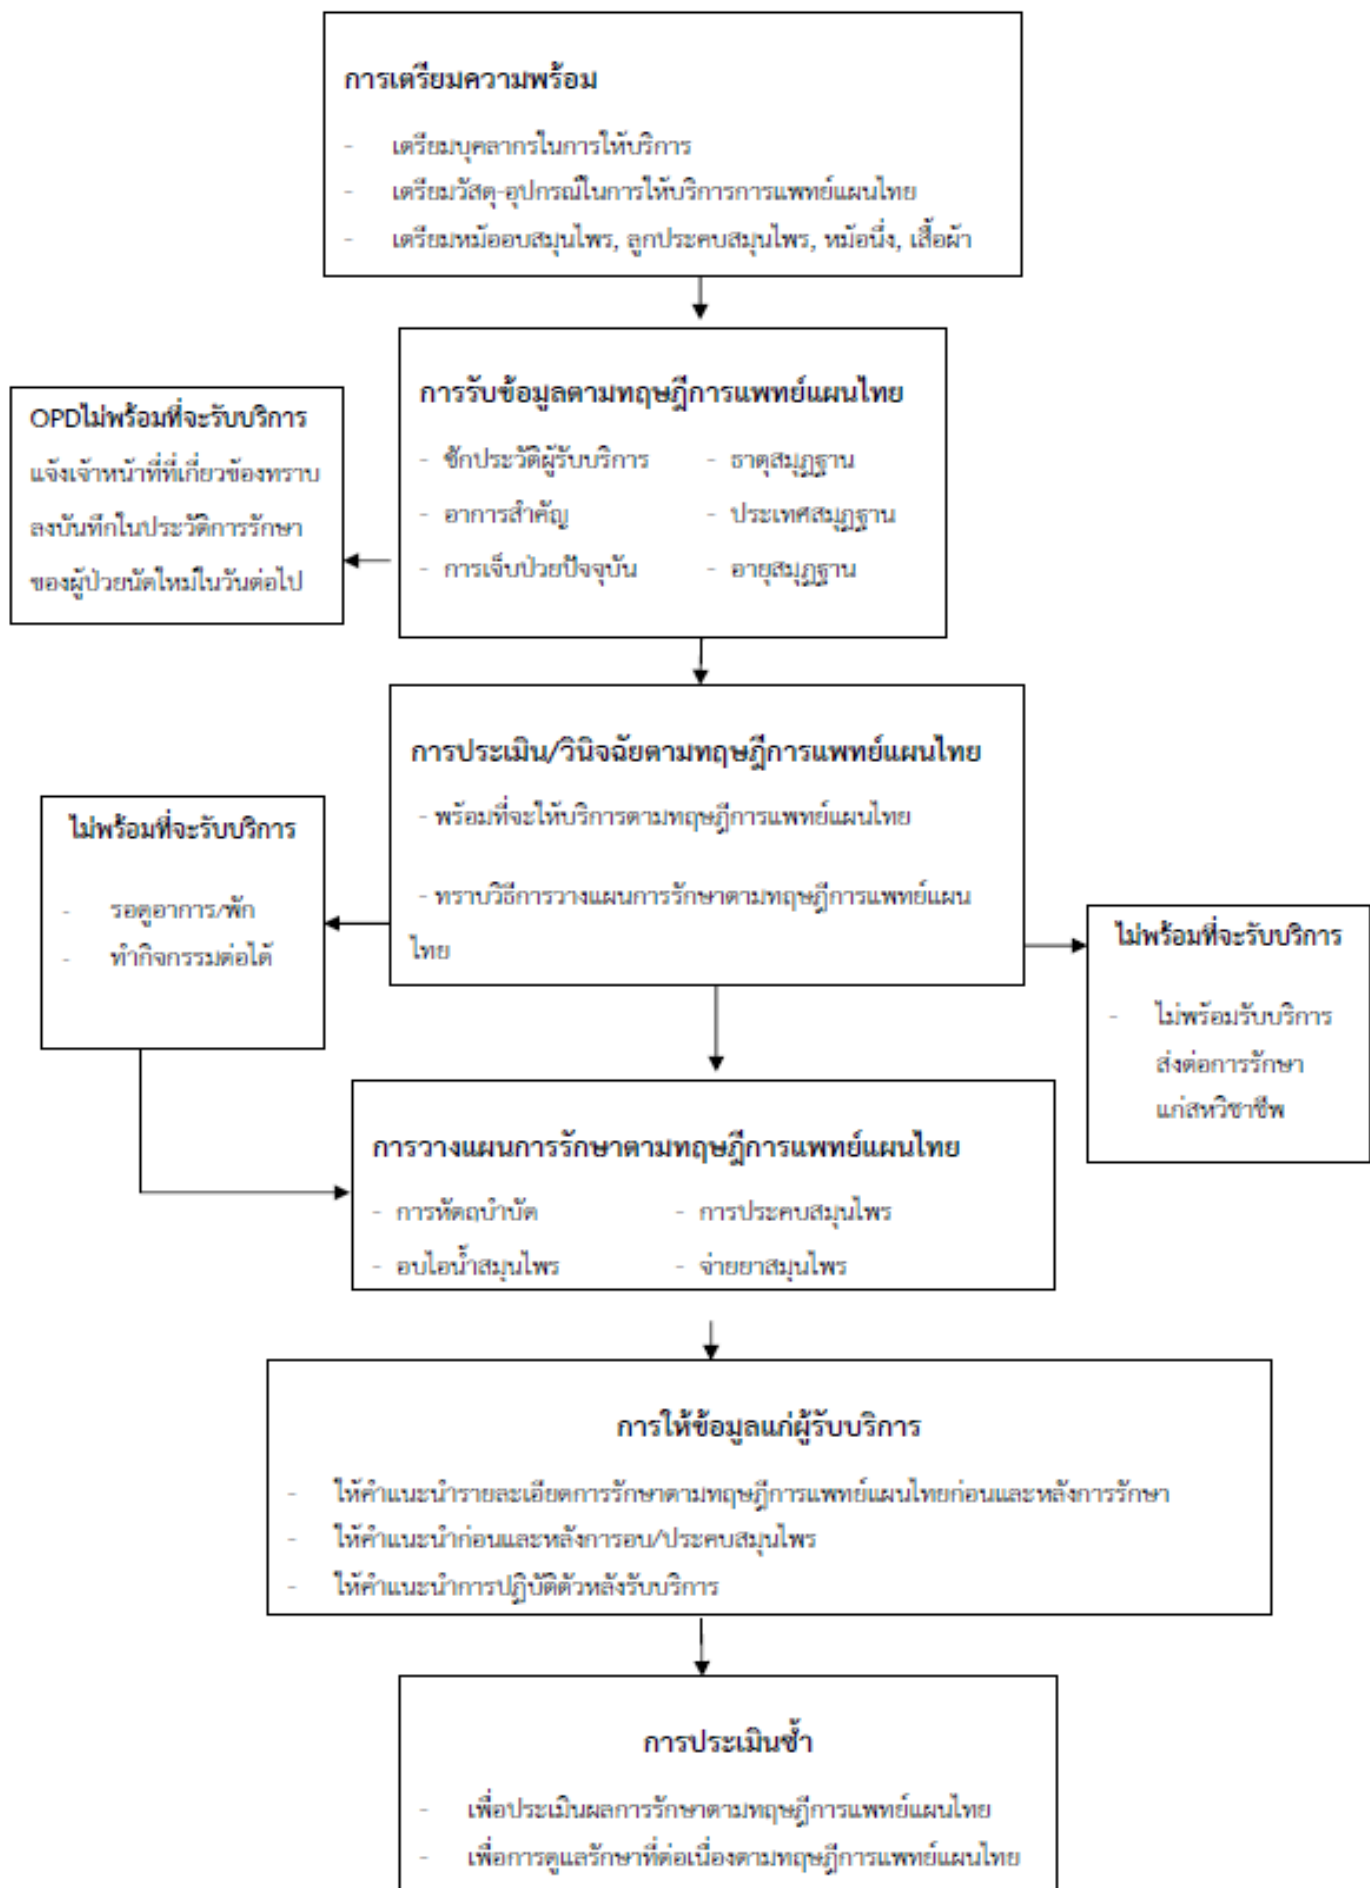 การเตรียมความพร้อม
- เตรียมบุคลากรในการให้บริการ
- เตรียมวัสดุ-อุปกรณ์ในการให้บริการการแพทย์แผนไทย
- เตรียมหม้ออบสมุนไพร, ลูกประคบสมุนไพร, หม้อนึ่ง, เสื้อผ้า
การรับข้อมูลตามทฤษฎีการแพทย์แผนไทย
- ซักประวัติผู้รับบริการ - ธาตุสมุฏฐาน
- อาการสำคัญ - ประเทศสมุฏฐาน
- การเจ็บป่วยปัจจุบัน - อายุสมุฏฐาน
OPDไม่พร้อมที่จะรับบริการ
แจ้งเจ้าหน้าที่ที่เกี่ยวข้องทราบ
ลงบันทึกในประวัติการรักษา
ของผู้ป่วยนัดใหม่ในวันต่อไป
การประเมิน/วินิจฉัยตามทฤษฎีการแพทย์แผนไทย
- พร้อมที่จะให้บริการตามทฤษฎีการแพทย์แผนไทย
- ทราบวิธีการวางแผนการรักษาตามทฤษฎีการแพทย์แผน
ไทย
ไม่พร้อมที่จะรับบริการ
- รอดูอาการ/พัก
- ทำกิจกรรมต่อได้
ไม่พร้อมที่จะรับบริการ
- ไม่พร้อมรับบริการ
ส่งต่อการรักษา
แก่สหวิชาชีพ
การวางแผนการรักษาตามทฤษฎีการแพทย์แผนไทย
- การหัตถบำบัด - การประคบสมุนไพร
- อบไอน้ำสมุนไพร - จ่ายยาสมุนไพร
การให้ข้อมูลแก่ผู้รับบริการ
- ให้คำแนะนำรายละเอียดการรักษาตามทฤษฎีการแพทย์แผนไทยก่อนและหลังการรักษา
- ให้คำแนะนำก่อนและหลังการอบ/ประคบสมุนไพร
- ให้คำแนะนำการปฏิบัติตัวหลังรับบริการ
การประเมินซ้ำ
- เพื่อประเมินผลการรักษาตามทฤษฎีการแพทย์แผนไทย
- เพื่อการดูแลรักษาที่ต่อเนื่องตามทฤษฎีการแพทย์แผนไทย